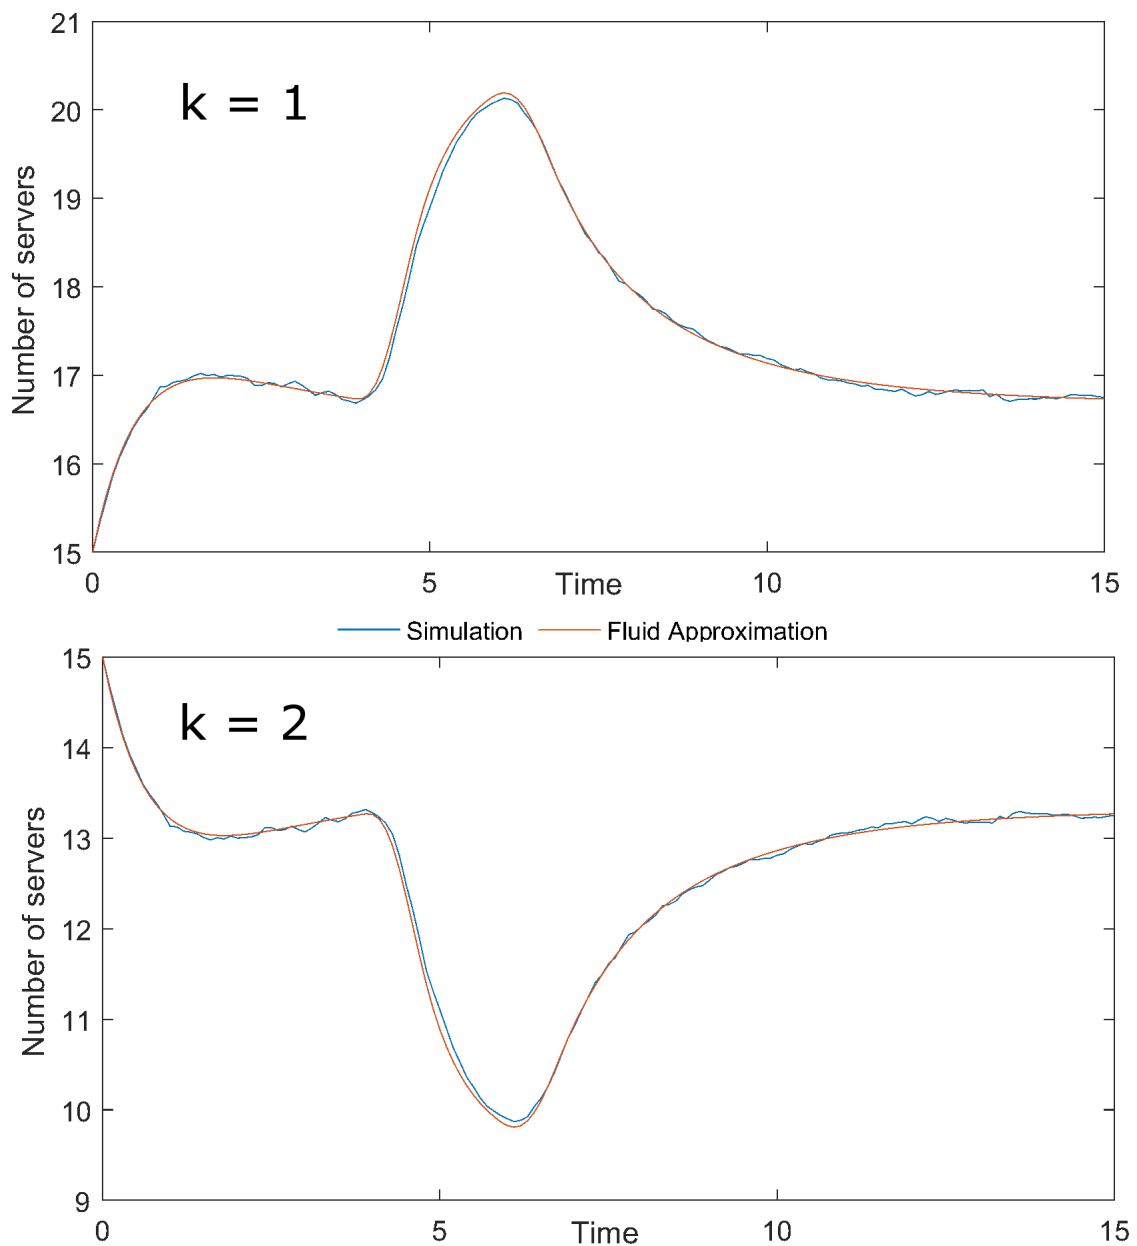 21
k = 1
20
19
18
17
16
15
Number of servers
0 5 Time 10 15
Simulation Fluid Approximation
15
k = 2
14
13
12
11
10
9
Number of servers
0 5 Time 10 15